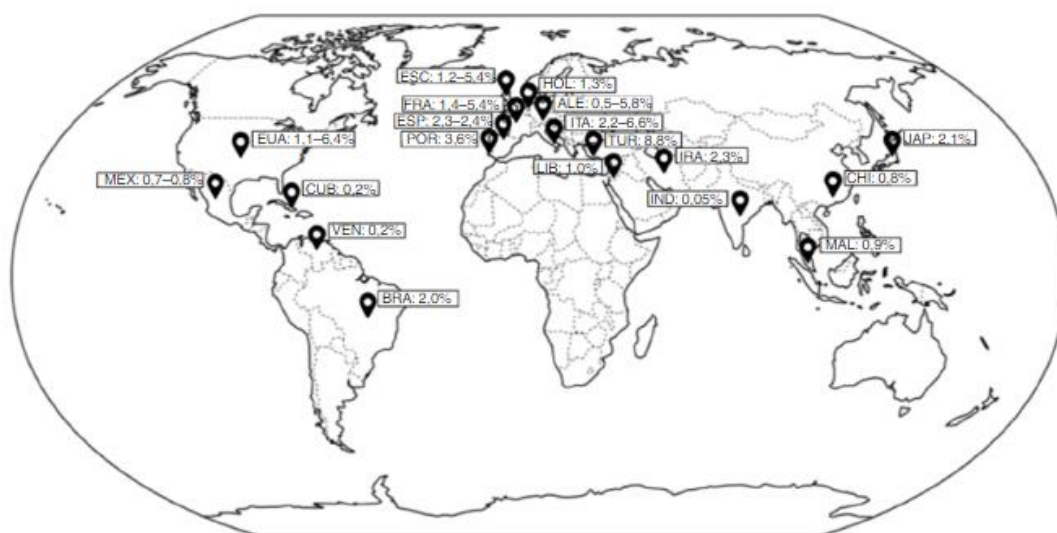 ESC: 1,2–5,4%
HOL: 1,3%
FRA: 1,4–5,4%
ALE: 0,5–5,8%
ESP: 2,3–2,4%
ITA: 2,2–6,6%
EUA: 1,1–6,4%
POR: 3,6%
TUR: 8,8%
JAP: 2,1%
LIB: 1,0%
IRA: 2,3%
MEX: 0,7–0,8%
CUB: 0,2%
IND: 0,05%
CHI: 0,8%
VEN: 0,2%
MAL: 0,9%
BRA: 2,0%